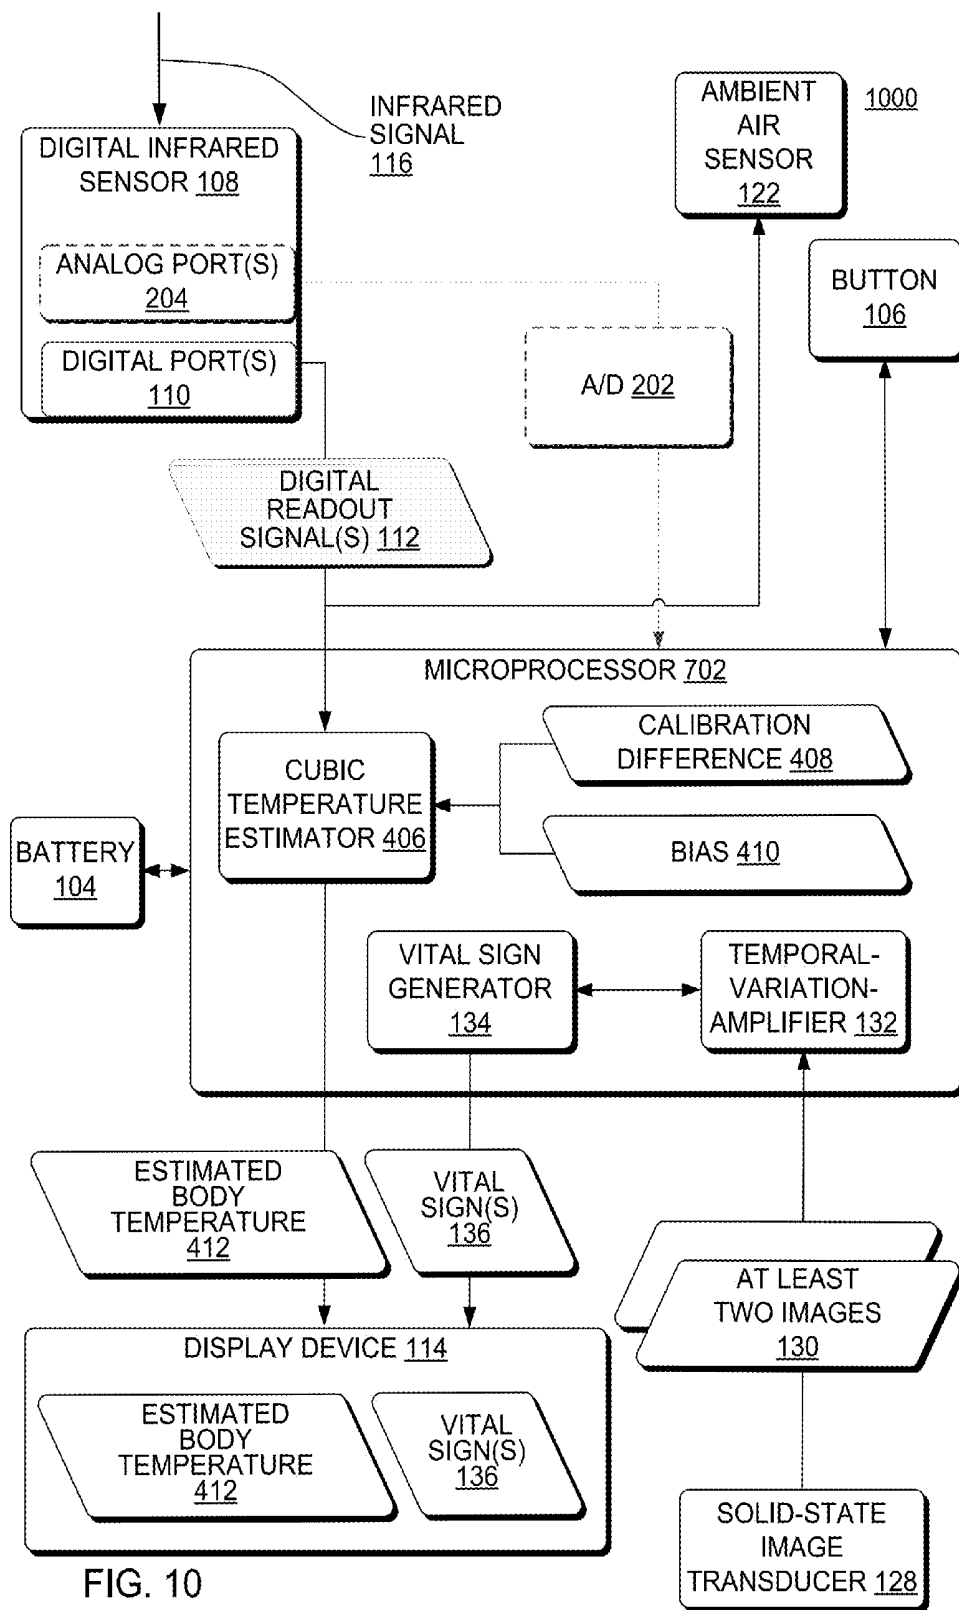 INFRARED
SIGNAL
116
AMBIENT
AIR
SENSOR
122
1000
DIGITAL INFRARED
SENSOR 108
ANALOG PORT(S)
204
DIGITAL PORT(S)
110
A/D 202
BUTTON
106
DIGITAL
READOUT
SIGNAL(S) 112
MICROPROCESSOR 702
CUBIC
TEMPERATURE
ESTIMATOR 406
CALIBRATION
DIFFERENCE 408
BIAS 410
BATTERY
104
VITAL SIGN
GENERATOR
134
TEMPORAL-
VARIATION-
AMPLIFIER 132
ESTIMATED
BODY
TEMPERATURE
412
VITAL
SIGN(S)
136
AT LEAST
TWO IMAGES
130
DISPLAY DEVICE 114
ESTIMATED
BODY
TEMPERATURE
412
VITAL
SIGN(S)
136
SOLID-STATE
IMAGE
TRANSDUCER 128
FIG. 10